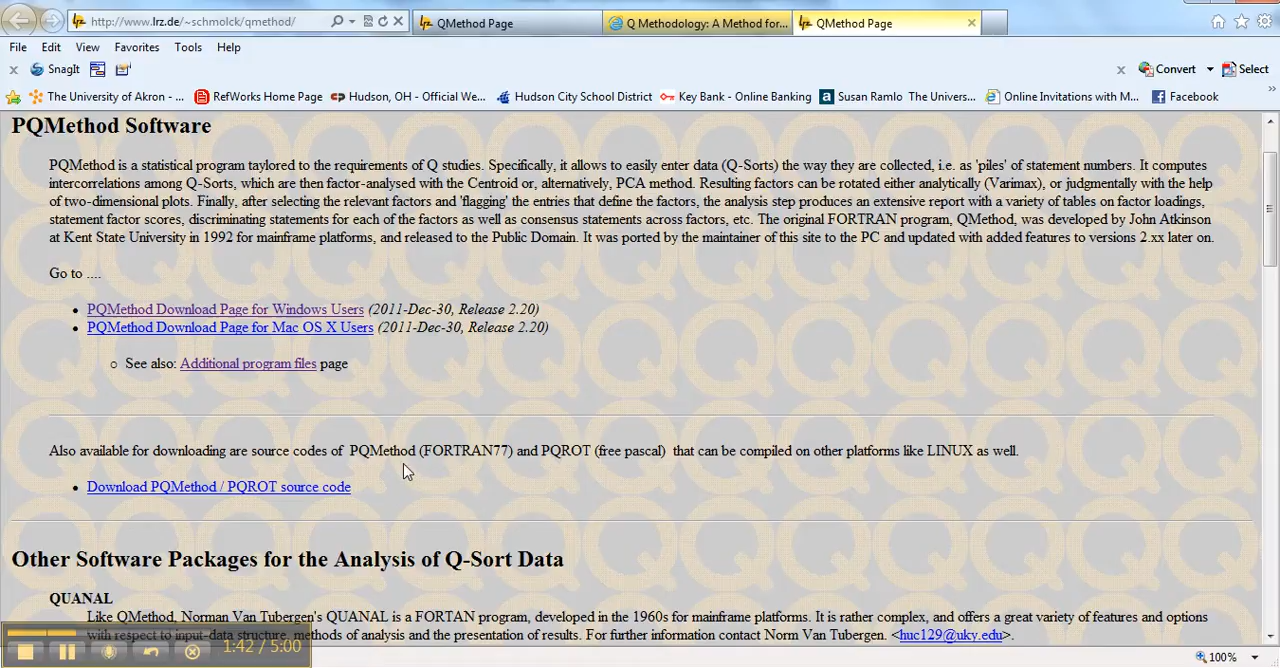 http://www.lrz.de/~schmolck/qmethod/
QMethod Page
Q Methodology: A Method for...
QMethod Page
File Edit View Favorites Tools Help
SnagIt
Convert
Select
The University of Akron - ...
RefWorks Home Page
Hudson, OH - Official We...
Hudson City School District
Key Bank - Online Banking
Susan Ramlo The Univers...
Online Invitations with M...
Facebook
PQMethod Software
PQMethod is a statistical program taylored to the requirements of Q studies. Specifically, it allows to easily enter data (Q-Sorts) the way they are collected, i.e. as 'piles' of statement numbers. It computes
intercorrelations among Q-Sorts, which are then factor-analysed with the Centroid or, alternatively, PCA method. Resulting factors can be rotated either analytically (Varimax), or judgmentally with the help
of two-dimensional plots. Finally, after selecting the relevant factors and 'flagging' the entries that define the factors, the analysis step produces an extensive report with a variety of tables on factor loadings,
statement factor scores, discriminating statements for each of the factors as well as consensus statements across factors, etc. The original FORTRAN program, QMethod, was developed by John Atkinson
at Kent State University in 1992 for mainframe platforms, and released to the Public Domain. It was ported by the maintainer of this site to the PC and updated with added features to versions 2.xx later on.
Go to ....
PQMethod Download Page for Windows Users (2011-Dec-30, Release 2.20)
PQMethod Download Page for Mac OS X Users (2011-Dec-30, Release 2.20)
See also: Additional program files page
Also available for downloading are source codes of PQMethod (FORTRAN77) and PQROT (free pascal) that can be compiled on other platforms like LINUX as well.
Download PQMethod / PQROT source code
Other Software Packages for the Analysis of Q-Sort Data
QUANAL
Like QMethod, Norman Van Tubergen's QUANAL is a FORTAN program, developed in the 1960s for mainframe platforms. It is rather complex, and offers a great variety of features and options
with respect to input-data structure, methods of analysis and the presentation of results. For further information contact Norm Van Tubergen. <huc129@uky.edu>.
1:42 / 5:00
100%